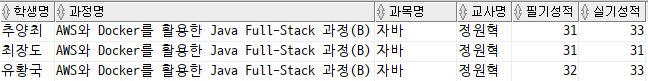 학생명 과정명 과목명 교사명 필기성적 실기성적
추양최 AWS와 Docker를 활용한 Java Full-Stack 과정(B) 자바 정원혁 31 33
최장도 AWS와 Docker를 활용한 Java Full-Stack 과정(B) 자바 정원혁 31 31
유황국 AWS와 Docker를 활용한 Java Full-Stack 과정(B) 자바 정원혁 32 33